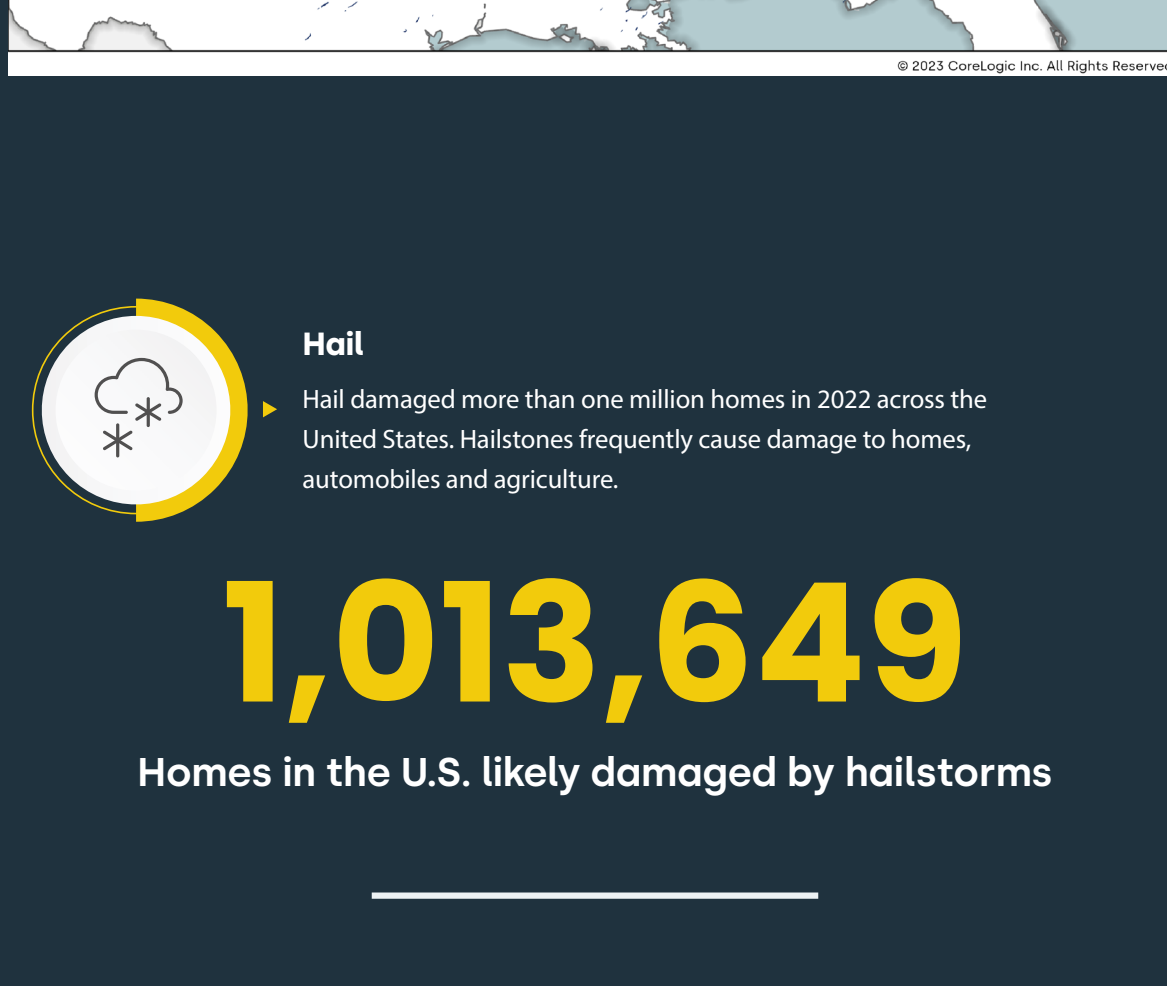 © 2023 CoreLogic Inc. All Rights Reserved
Hail
Hail damaged more than one million homes in 2022 across the
United States. Hailstones frequently cause damage to homes,
automobiles and agriculture.
1,013,649
Homes in the U.S. likely damaged by hailstorms